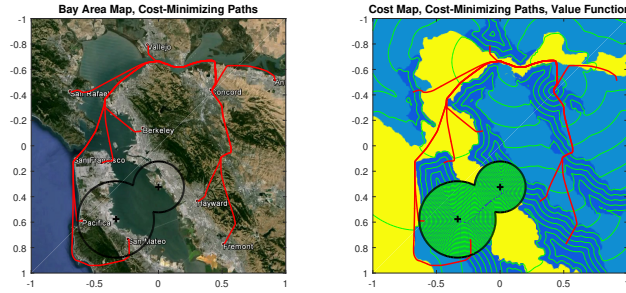 Bay Area Map, Cost-Minimizing Paths
Cost Map, Cost-Minimizing Paths, Value Function
-1
-0.8
-0.6
-0.4
-0.2
0
0.2
0.4
0.6
0.8
1
-1
-0.5
0
0.5
1
Vallejo
San Rafael
Concord
An
Berkeley
San Francisco
Hayward
Pacifica
San Mateo
Fremont
-1
-0.8
-0.6
-0.4
-0.2
0
0.2
0.4
0.6
0.8
1
-1
-0.5
0
0.5
1